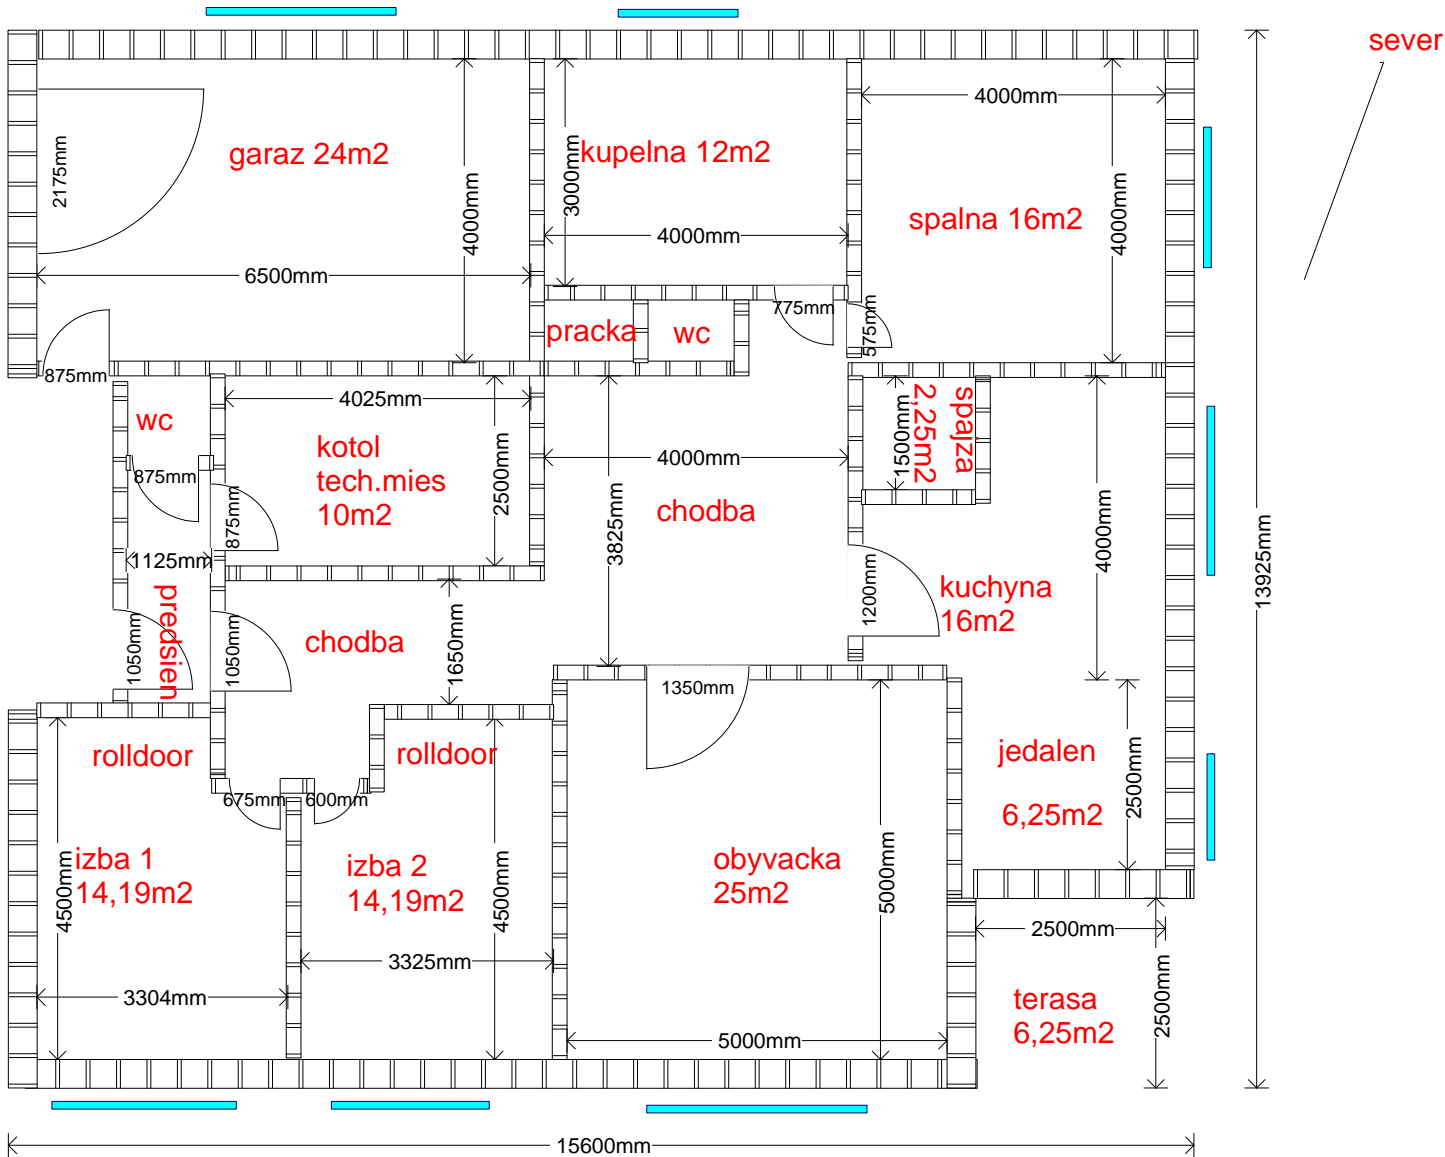 sever
4000mm
2175mm
garaz 24m2
4000mm
3000mm
kupelna 12m2
4000mm
spalna 16m2
4000mm
6500mm
775mm
575mm
pracka
wc
875mm
4025mm
wc
kotol
tech.mies
10m2
2500mm
875mm
875mm
1125mm
4000mm
chodba
3825mm
1500mm
spajza
2,25m2
4000mm
kuchyna
16m2
1200mm
13925mm
predsien
1050mm
1050mm
chodba
1650mm
1350mm
rolldoor
rolldoor
675mm
600mm
jedalen
6,25m2
2500mm
izba 1
14,19m2
4500mm
izba 2
14,19m2
4500mm
obyvacka
25m2
5000mm
2500mm
3325mm
3304mm
terasa
6,25m2
2500mm
5000mm
15600mm